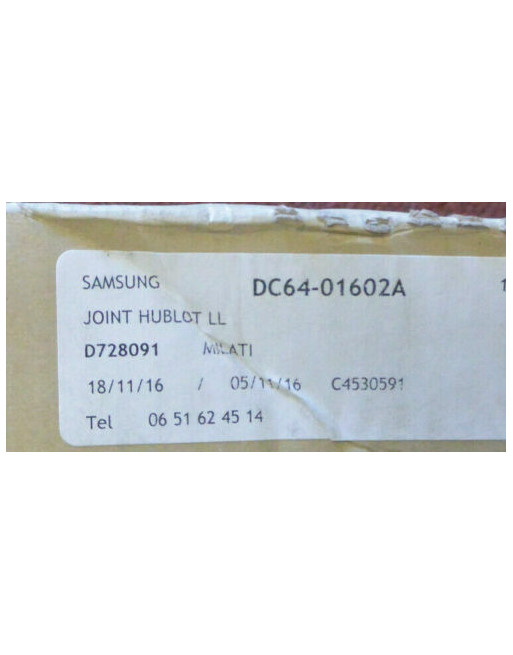 SAMSUNG DC64-01602A
JOINT HUBLOT LL
D728091 MILATI
18/11/16 / 05/11/16 C4530591
Tel 06 51 62 45 14